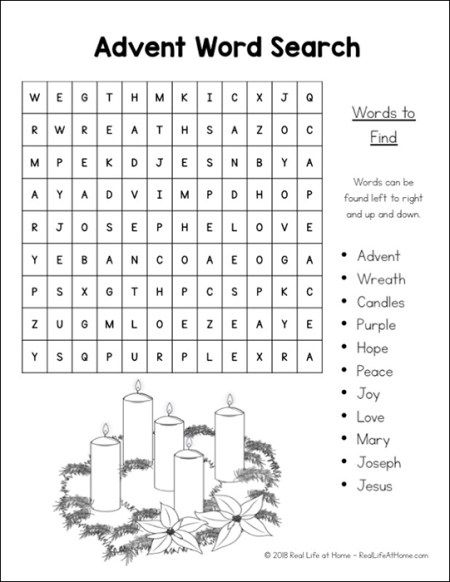 Advent Word Search
W E G T H M K I C X J Q
R W R E A T H S A Z O C
M P E K D J E S N B Y A
A Y A D V I M P D H O P
R J O S E P H E L O V E
Y E B A N C O A E O G A
P S X G T H P C S P K C
Z U G M L O E Z E A Y E
Y S Q P U R P L E X R A
Words to
Find
Words can be
found left to right
and up and down.
• Advent
• Wreath
• Candles
• Purple
• Hope
• Peace
• Joy
• Love
• Mary
• Joseph
• Jesus
© 2018 Real Life at Home - RealLifeAtHome.com